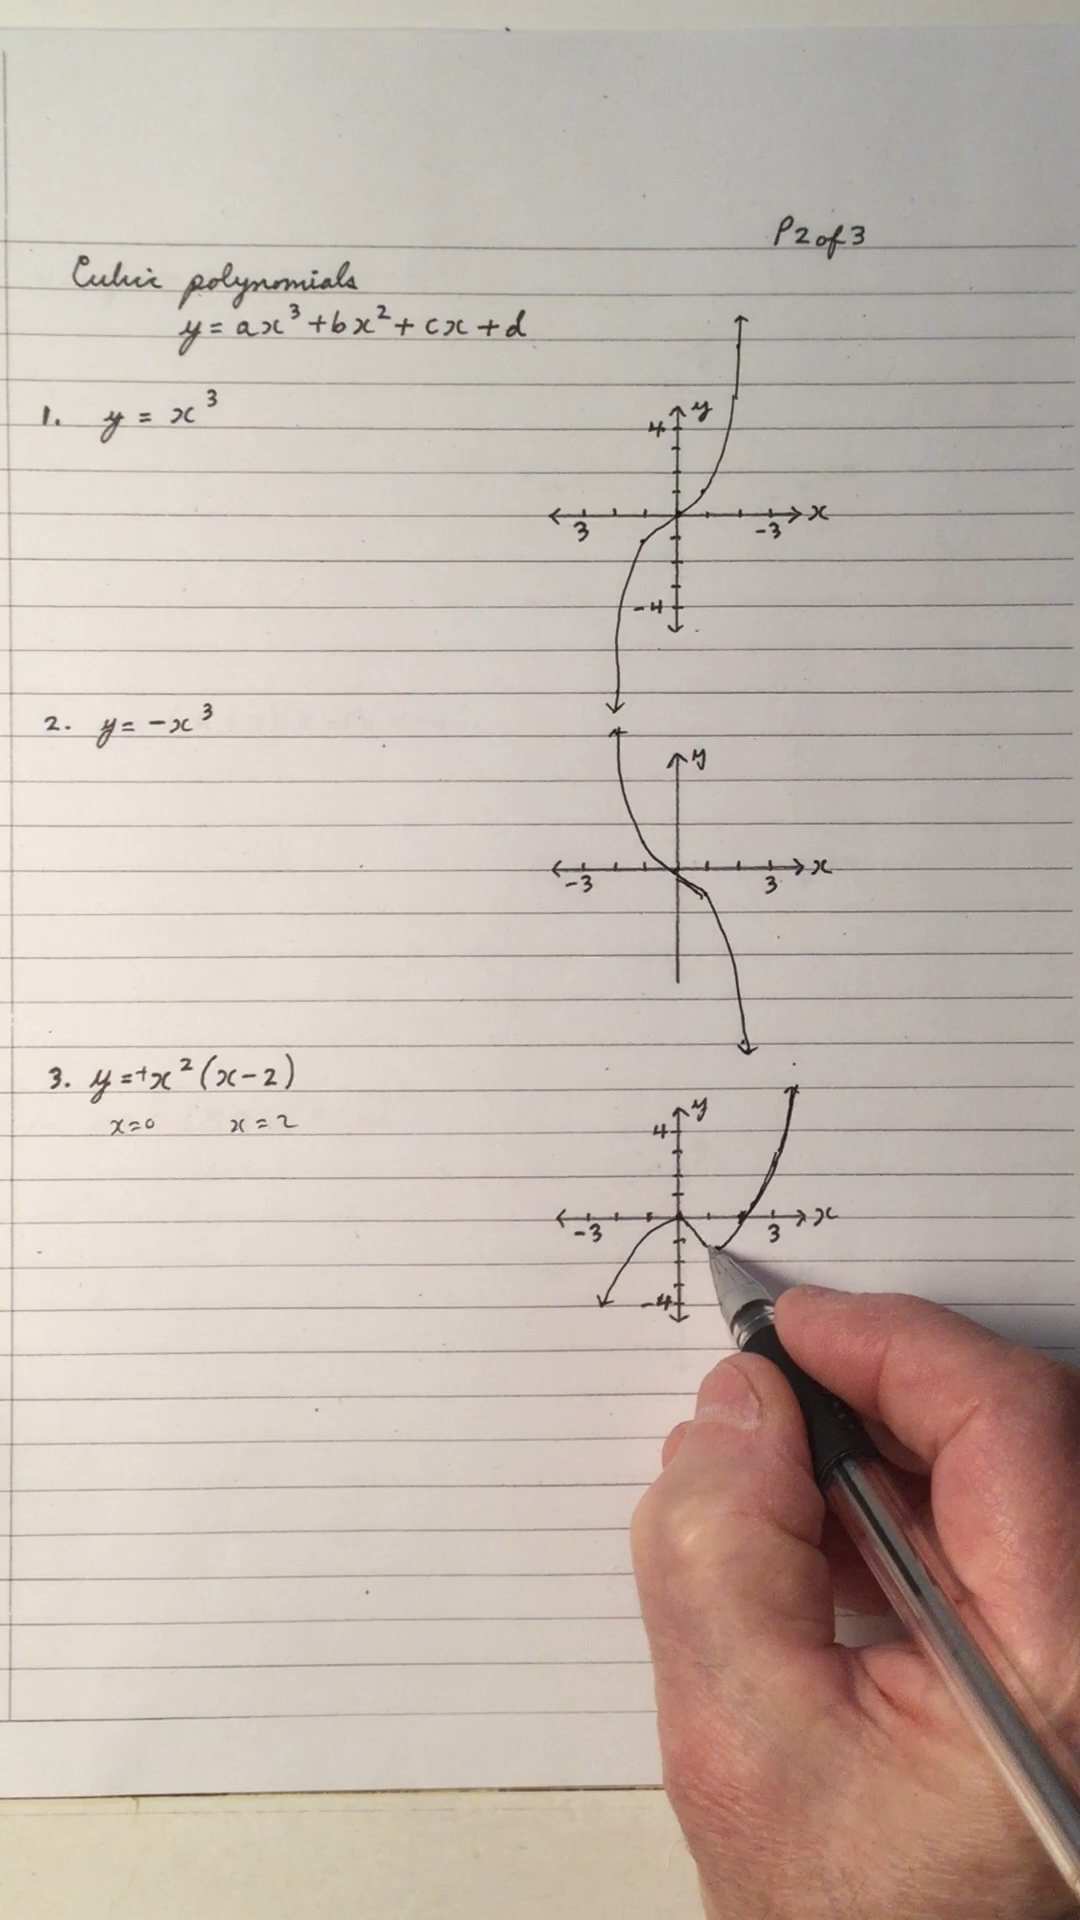 P2 of 3
Cubic polynomials
y = ax³ + bx² + cx + d
1. y = x³
y
4
3 -3 x
-4
2. y = -x³
y
-3 3 x
3. y = +x²(x-2)
x=0 x=2
y
4
-3 3 x
-4